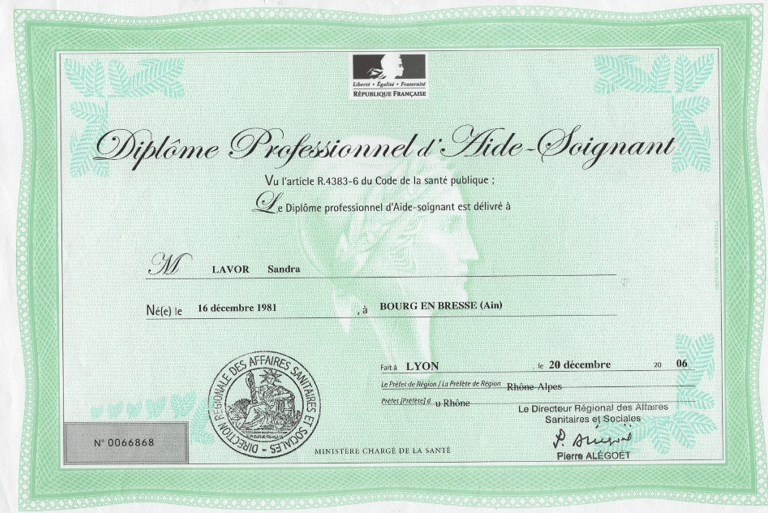 Liberté • Égalité • Fraternité
RÉPUBLIQUE FRANÇAISE
Diplôme Professionnel d'Aide-Soignant
Vu l'article R.4383-6 du Code de la santé publique ;
Le Diplôme professionnel d'Aide-soignant est délivré à
M LAVOR Sandra
Né(e) le 16 décembre 1981 , à BOURG EN BRESSE (Ain)
Fait à LYON , le 20 décembre 20 06
Le Préfet de Région / La Préfète de Région Rhône-Alpes
Préfet [Préfète] d u Rhône
Le Directeur Régional des Affaires
Sanitaires et Sociales
Pierre ALÉGOËT
DIRECTION RÉGIONALE DES AFFAIRES SANITAIRES ET SOCIALES
N° 0066868
MINISTÈRE CHARGÉ DE LA SANTÉ